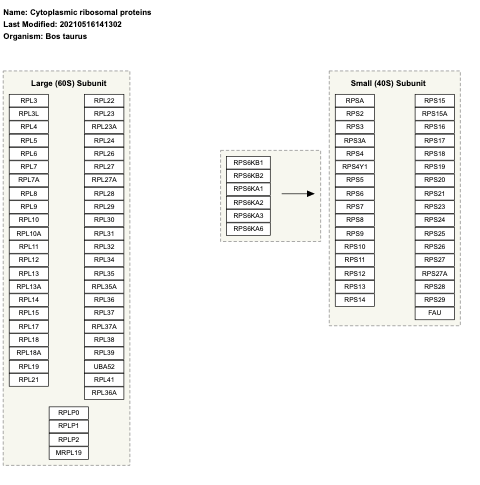 Name: Cytoplasmic ribosomal proteins
Last Modified: 20210516141302
Organism: Bos taurus
Large (60S) Subunit
RPL3
RPL3L
RPL4
RPL5
RPL6
RPL7
RPL7A
RPL8
RPL9
RPL10
RPL10A
RPL11
RPL12
RPL13
RPL13A
RPL14
RPL15
RPL17
RPL18
RPL18A
RPL19
RPL21
RPL22
RPL23
RPL23A
RPL24
RPL26
RPL27
RPL27A
RPL28
RPL29
RPL30
RPL31
RPL32
RPL34
RPL35
RPL35A
RPL36
RPL37
RPL37A
RPL38
RPL39
UBA52
RPL41
RPL36A
RPLP0
RPLP1
RPLP2
MRPL19
RPS6KB1
RPS6KB2
RPS6KA1
RPS6KA2
RPS6KA3
RPS6KA6
Small (40S) Subunit
RPSA
RPS2
RPS3
RPS3A
RPS4
RPS4Y1
RPS5
RPS6
RPS7
RPS8
RPS9
RPS10
RPS11
RPS12
RPS13
RPS14
RPS15
RPS15A
RPS16
RPS17
RPS18
RPS19
RPS20
RPS21
RPS23
RPS24
RPS25
RPS26
RPS27
RPS27A
RPS28
RPS29
FAU